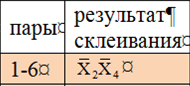 пары¤
результат¶
склеивания¤
1-6¤
X̅₂X̅₄¤